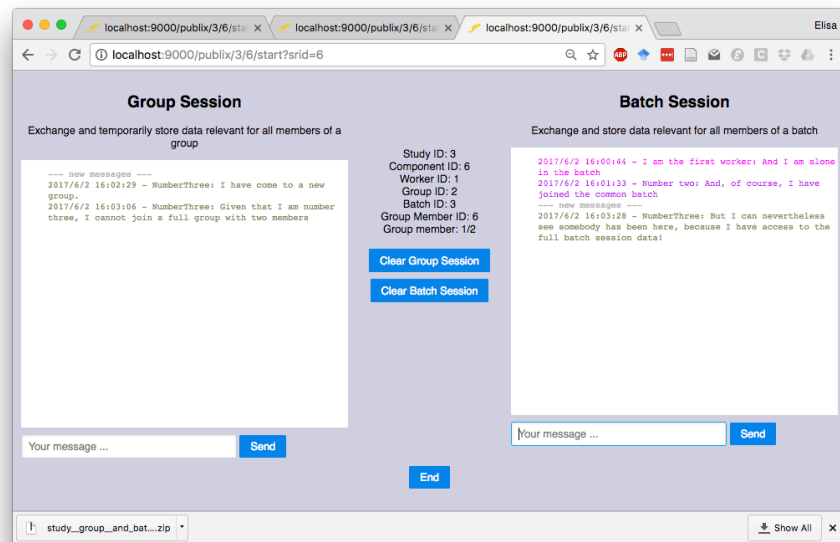 localhost:9000/publix/3/6/sta
localhost:9000/publix/3/6/sta
localhost:9000/publix/3/6/sta
Elisa
localhost:9000/publix/3/6/start?srid=6
ABP
Group Session
Exchange and temporarily store data relevant for all members of a
group
--- new messages ---
2017/6/2 16:02:29 - NumberThree: I have come to a new
group.
2017/6/2 16:03:06 - NumberThree: Given that I am number
three, I cannot join a full group with two members
Your message ...
Send
Study ID: 3
Component ID: 6
Worker ID: 1
Group ID: 2
Batch ID: 3
Group Member ID: 6
Group member: 1/2
Clear Group Session
Clear Batch Session
End
Batch Session
Exchange and store data relevant for all members of a batch
2017/6/2 16:00:44 - I am the first worker: And I am alone
in the batch
2017/6/2 16:01:33 - Number two: And, of course, I have
joined the common batch
--- new messages ---
2017/6/2 16:03:28 - NumberThree: But I can nevertheless
see somebody has been here, because I have access to the
full batch session data!
Your message ...
Send
study__group__and_bat....zip
Show All